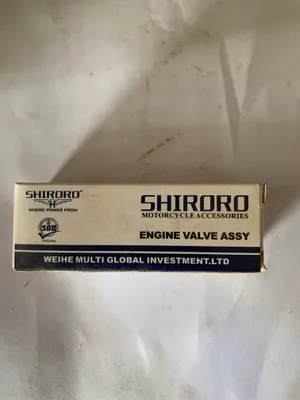 SHIRORO
WHERE POWER FROM
SON
SHIRORO
MOTORCYCLE ACCESSORIES
ENGINE VALVE ASSY
WEIHE MULTI GLOBAL INVESTMENT.LTD